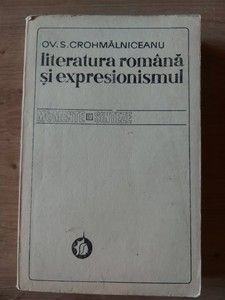 OV. S. CROHMĂLNICEANU
literatura română
și expresionismul
MOMENTE ȘI SINTEZE